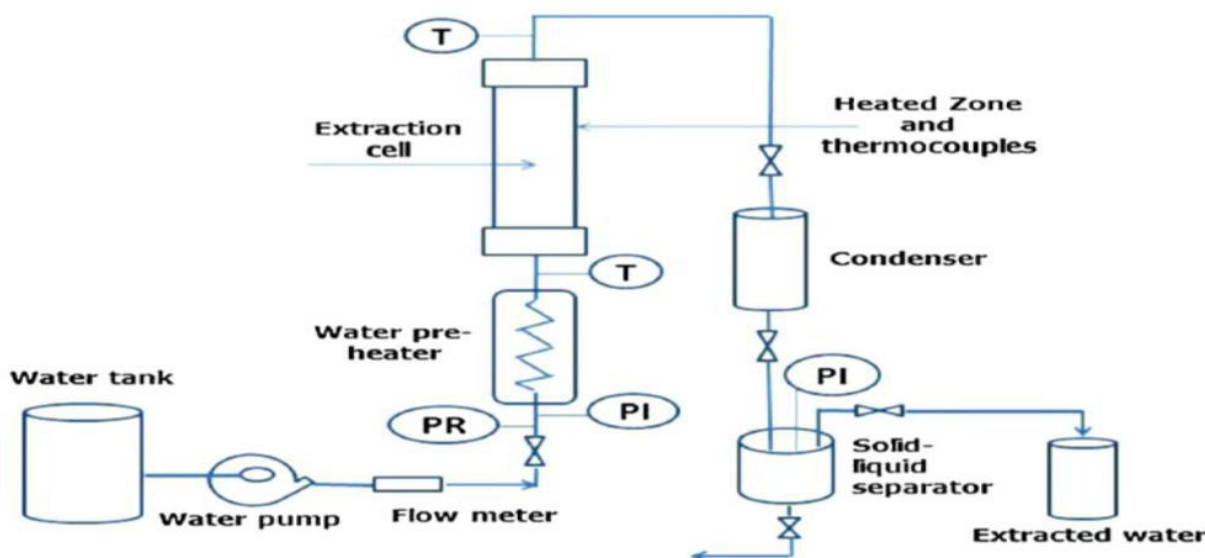 T
Extraction
cell
Heated Zone
and
thermocouples
Condenser
T
Water pre-
heater
Water tank
PR
PI
PI
Solid-
liquid
separator
Water pump
Flow meter
Extracted water